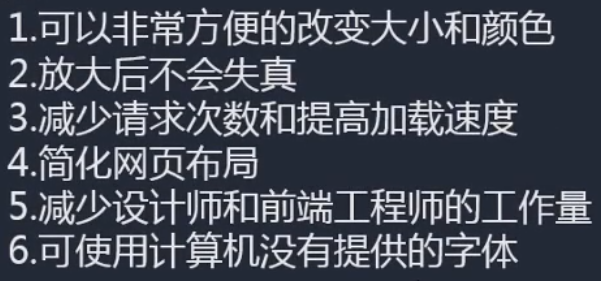 1.可以非常方便的改变大小和颜色
2.放大后不会失真
3.减少请求次数和提高加载速度
4.简化网页布局
5.减少设计师和前端工程师的工作量
6.可使用计算机没有提供的字体